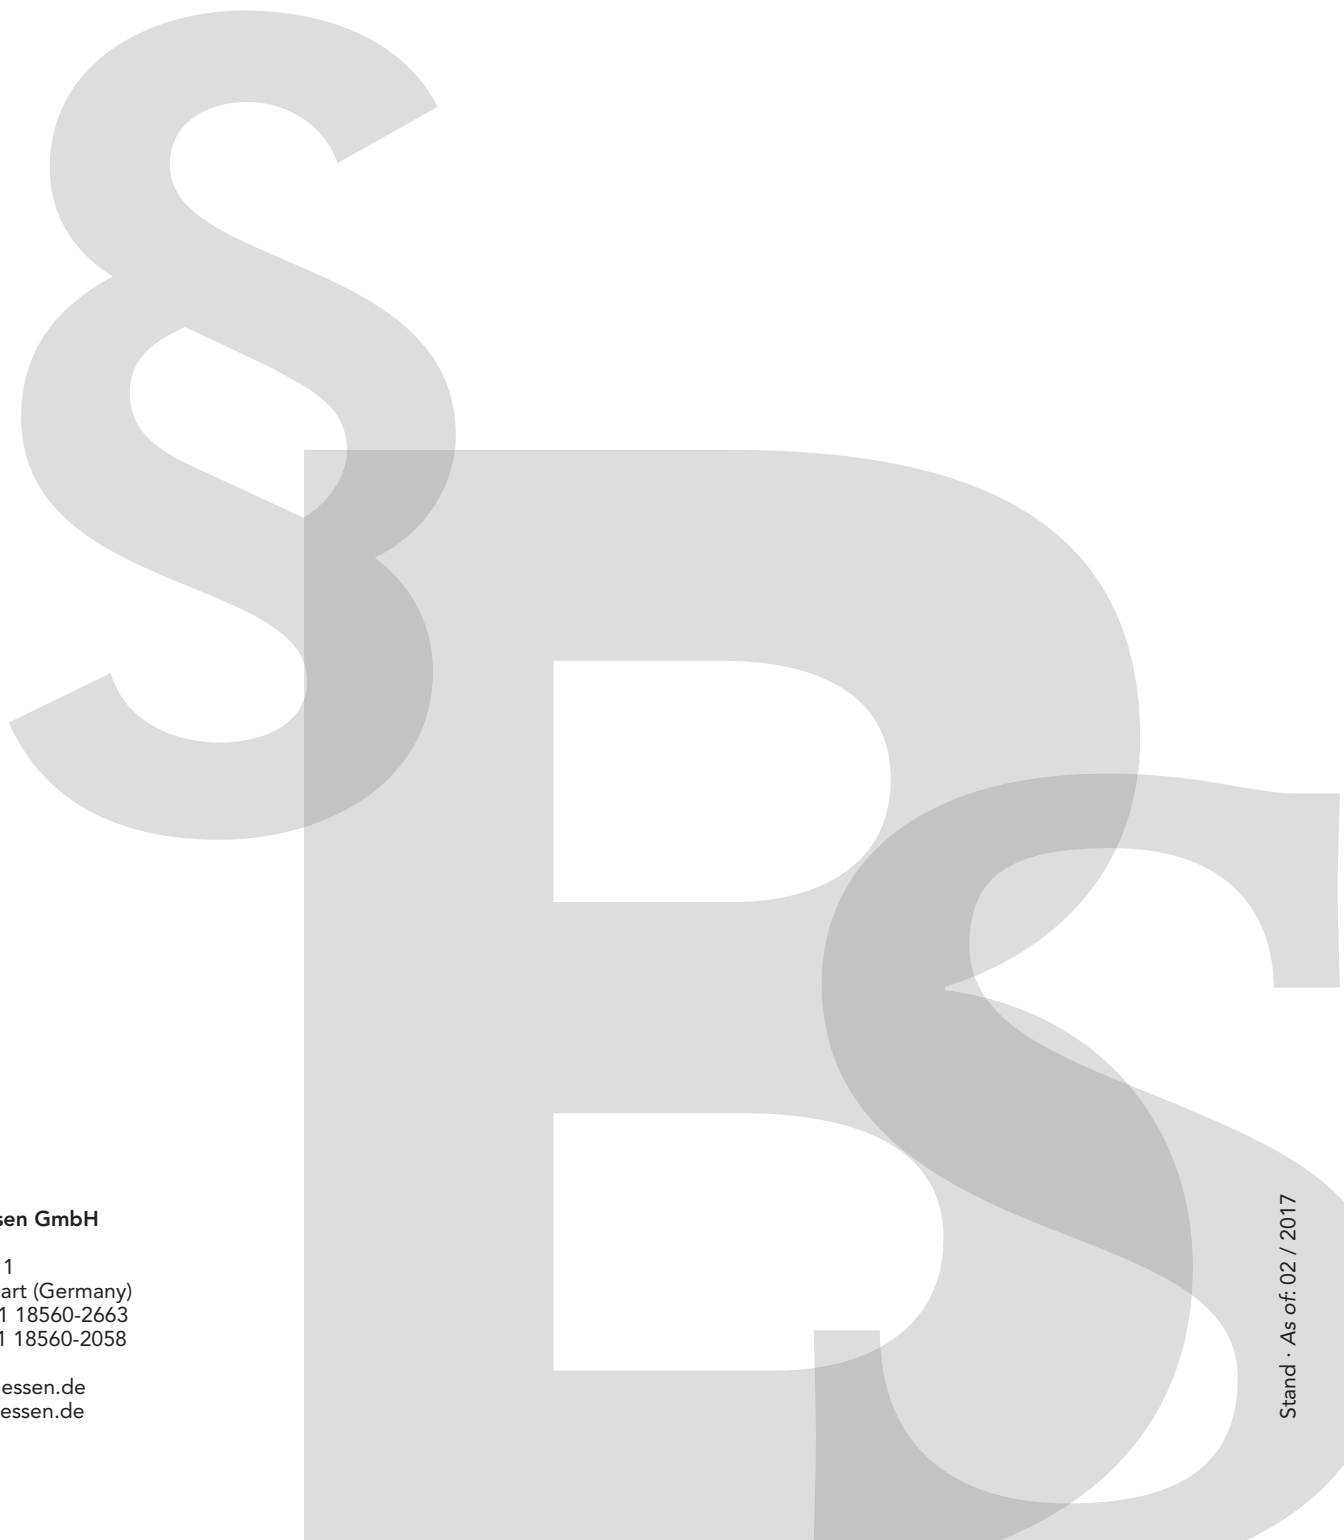 §
B
S
sen GmbH
1
art (Germany)
1 18560-2663
1 18560-2058
essen.de
essen.de
Stand · As of: 02 / 2017